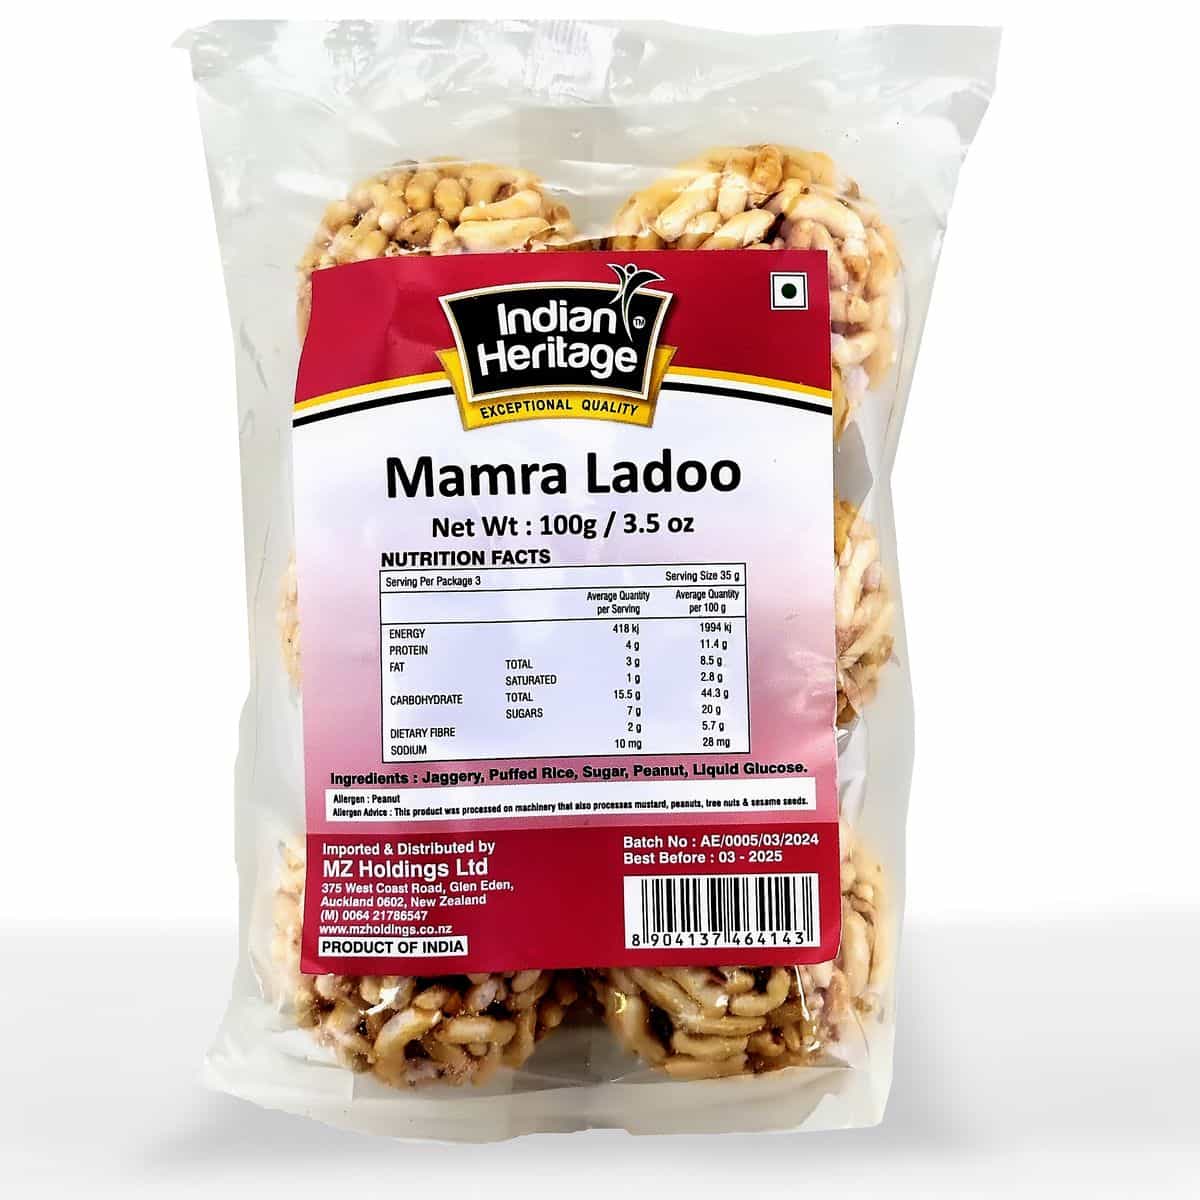 Indian
Heritage
TM
EXCEPTIONAL QUALITY
Mamra Ladoo
Net Wt : 100g / 3.5 oz
NUTRITION FACTS
Serving Per Package 3 Serving Size 35 g
Average Quantity per Serving Average Quantity per 100 g
ENERGY 418 kj 1994 kj
PROTEIN 4 g 11.4 g
FAT TOTAL 3 g 8.5 g
SATURATED 1 g 2.8 g
CARBOHYDRATE TOTAL 15.5 g 44.3 g
SUGARS 7 g 20 g
DIETARY FIBRE 2 g 5.7 g
SODIUM 10 mg 28 mg
Ingredients : Jaggery, Puffed Rice, Sugar, Peanut, Liquid Glucose.
Allergen : Peanut
Allergen Advice : This product was processed on machinery that also processes mustard, peanuts, tree nuts & sesame seeds.
Imported & Distributed by
MZ Holdings Ltd
375 West Coast Road, Glen Eden,
Auckland 0602, New Zealand
(M) 0064 21786547
www.mzholdings.co.nz
PRODUCT OF INDIA
Batch No : AE/0005/03/2024
Best Before : 03 - 2025
8 904137 464143